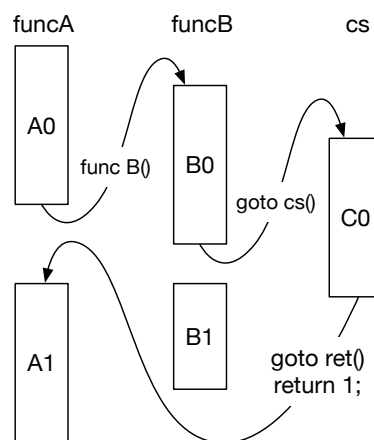 funcA funcB cs
A0
func B()
B0
goto cs()
C0
A1
B1
goto ret()
return 1;